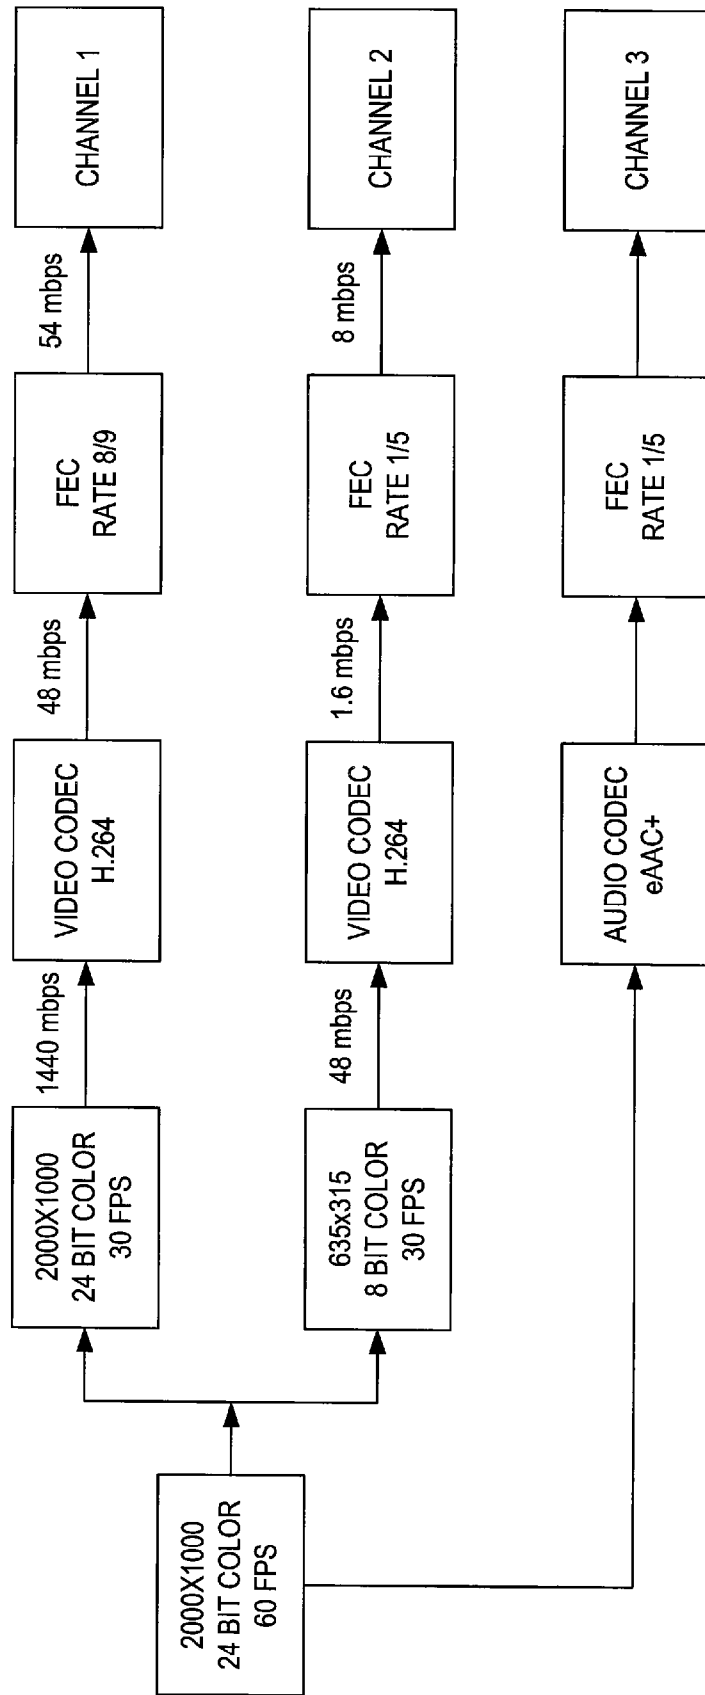 2000X1000
24 BIT COLOR
60 FPS
2000X1000
24 BIT COLOR
30 FPS
1440 mbps
VIDEO CODEC
H.264
48 mbps
FEC
RATE 8/9
54 mbps
CHANNEL 1
635x315
8 BIT COLOR
30 FPS
48 mbps
VIDEO CODEC
H.264
1.6 mbps
FEC
RATE 1/5
8 mbps
CHANNEL 2
AUDIO CODEC
eAAC+
FEC
RATE 1/5
CHANNEL 3